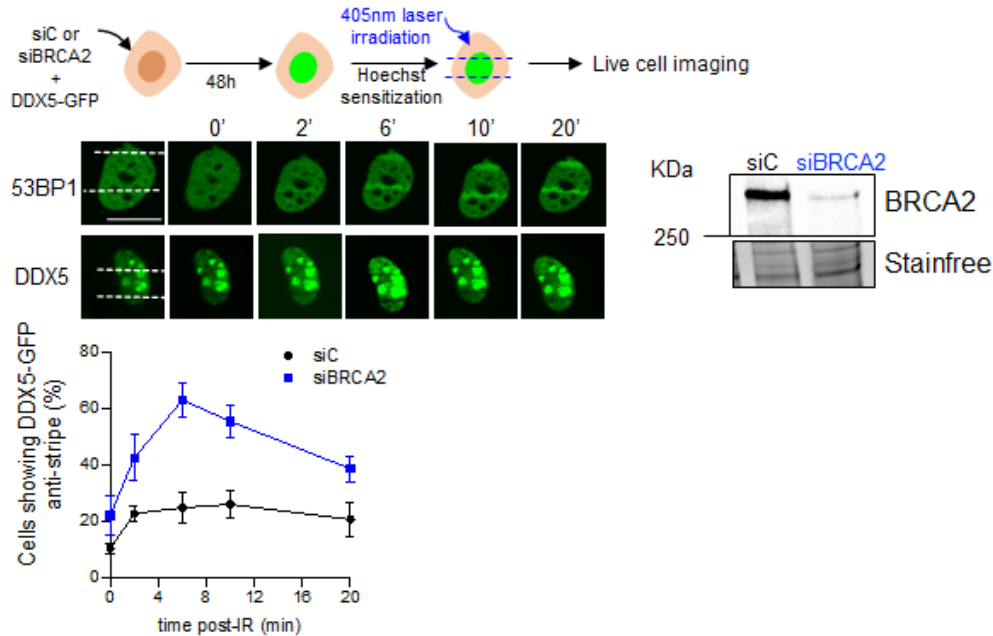 siC or
siBRCA2
+
DDX5-GFP
48h
405nm laser
irradiation
Hoechst
sensitization
Live cell imaging
0' 2' 6' 10' 20'
53BP1
DDX5
KDa
siC siBRCA2
250
BRCA2
Stainfree
Cells showing DDX5-GFP
anti-stripe (%)
80
60
40
20
0
siC
siBRCA2
0 4 8 12 16 20
time post-IR (min)